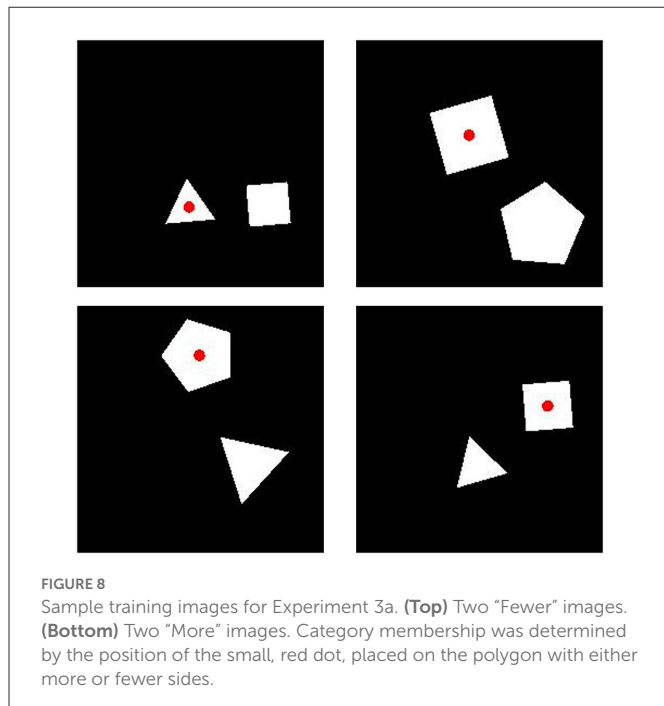 FIGURE 8
Sample training images for Experiment 3a. (Top) Two “Fewer” images.
(Bottom) Two “More” images. Category membership was determined
by the position of the small, red dot, placed on the polygon with either
more or fewer sides.